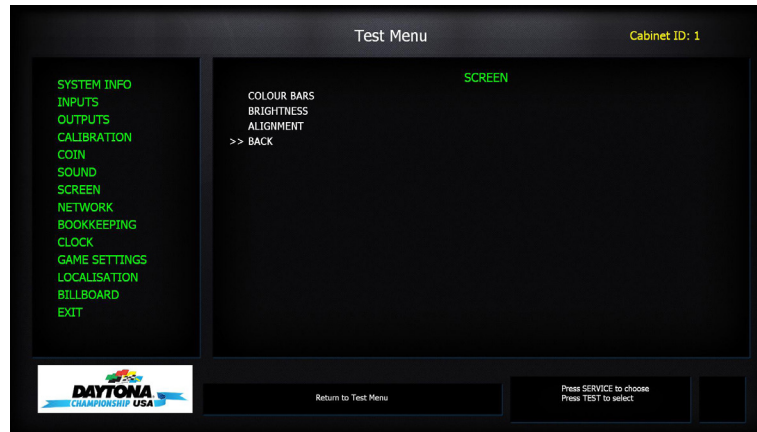 Test Menu
Cabinet ID: 1
SYSTEM INFO
INPUTS
OUTPUTS
CALIBRATION
COIN
SOUND
SCREEN
NETWORK
BOOKKEEPING
CLOCK
GAME SETTINGS
LOCALISATION
BILLBOARD
EXIT
SCREEN
COLOUR BARS
BRIGHTNESS
ALIGNMENT
>> BACK
DAYTONA
CHAMPIONSHIP USA
Return to Test Menu
Press SERVICE to choose
Press TEST to select